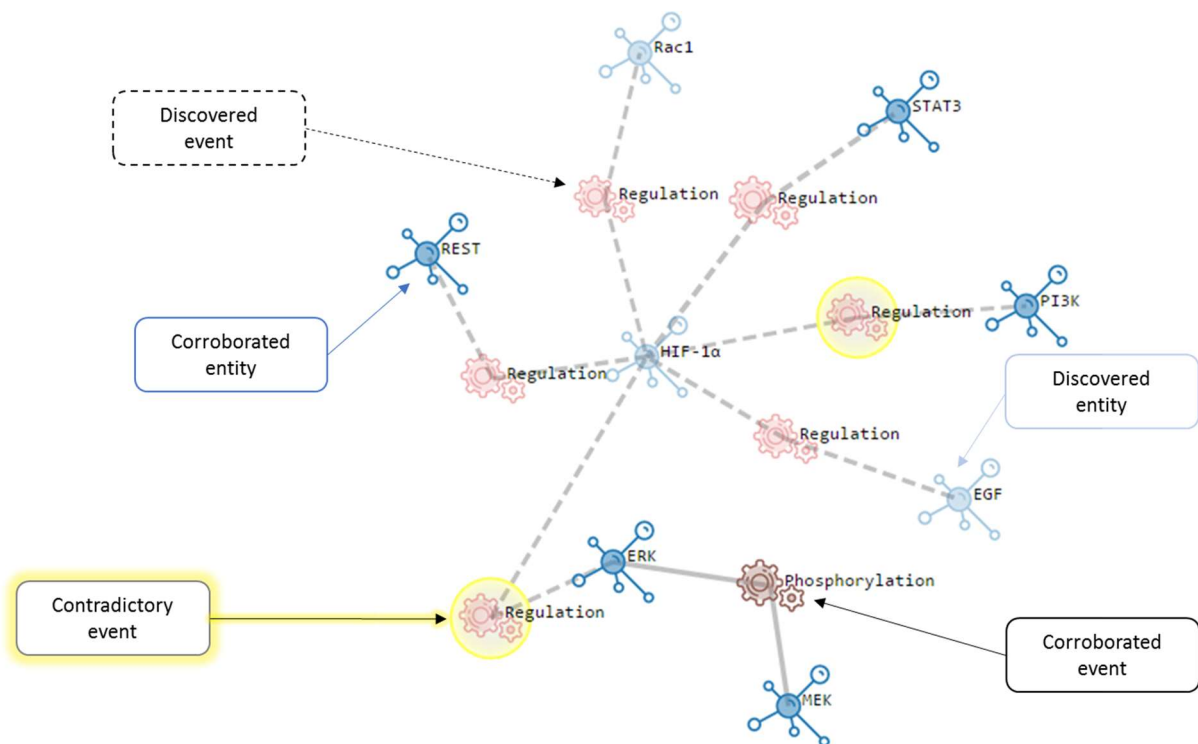 Rac1
STAT3
Discovered
event
Regulation
Regulation
REST
PI3K
Regulation
Corroborated
entity
HIF-1α
Regulation
Discovered
entity
Regulation
EGF
ERK
Phosphorylation
Contradictory
event
Regulation
Corroborated
event
MEK